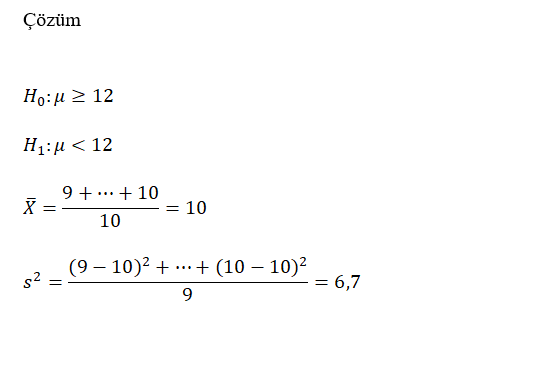 Çözüm
H₀: μ ≥ 12
H₁: μ < 12
X̄ = (9 + ⋯ + 10) / 10 = 10
s² = ((9 − 10)² + ⋯ + (10 − 10)²) / 9 = 6,7